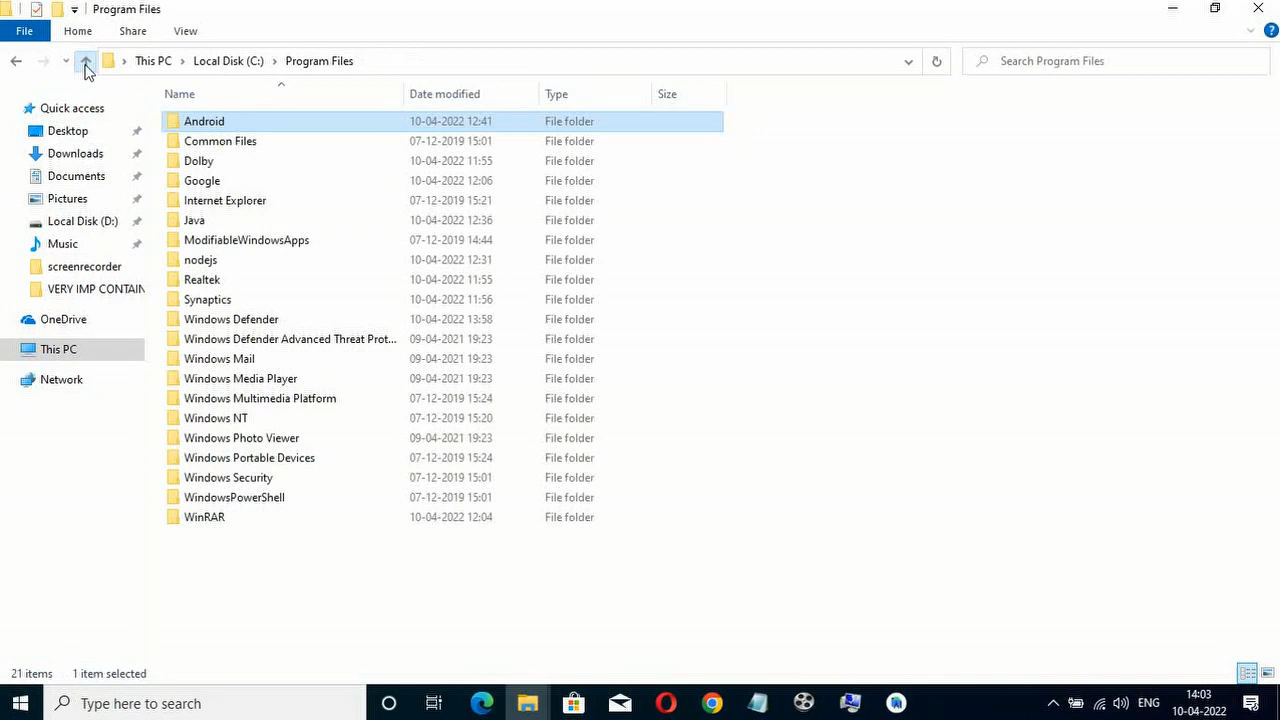 Program Files
File Home Share View
This PC Local Disk (C:) Program Files
Search Program Files
Name Date modified Type Size
Quick access
Desktop
Downloads
Documents
Pictures
Local Disk (D:)
Music
screenrecorder
VERY IMP CONTAIN
OneDrive
This PC
Network
Android 10-04-2022 12:41 File folder
Common Files 07-12-2019 15:01 File folder
Dolby 10-04-2022 11:55 File folder
Google 10-04-2022 12:06 File folder
Internet Explorer 07-12-2019 15:21 File folder
Java 10-04-2022 12:36 File folder
ModifiableWindowsApps 07-12-2019 14:44 File folder
nodejs 10-04-2022 12:31 File folder
Realtek 10-04-2022 11:55 File folder
Synaptics 10-04-2022 11:56 File folder
Windows Defender 10-04-2022 13:58 File folder
Windows Defender Advanced Threat Prot... 09-04-2021 19:23 File folder
Windows Mail 09-04-2021 19:23 File folder
Windows Media Player 09-04-2021 19:23 File folder
Windows Multimedia Platform 07-12-2019 15:24 File folder
Windows NT 07-12-2019 15:20 File folder
Windows Photo Viewer 09-04-2021 19:23 File folder
Windows Portable Devices 07-12-2019 15:24 File folder
Windows Security 07-12-2019 15:01 File folder
WindowsPowerShell 07-12-2019 15:01 File folder
WinRAR 10-04-2022 12:04 File folder
21 items 1 item selected
Type here to search
ENG
14:03
10-04-2022